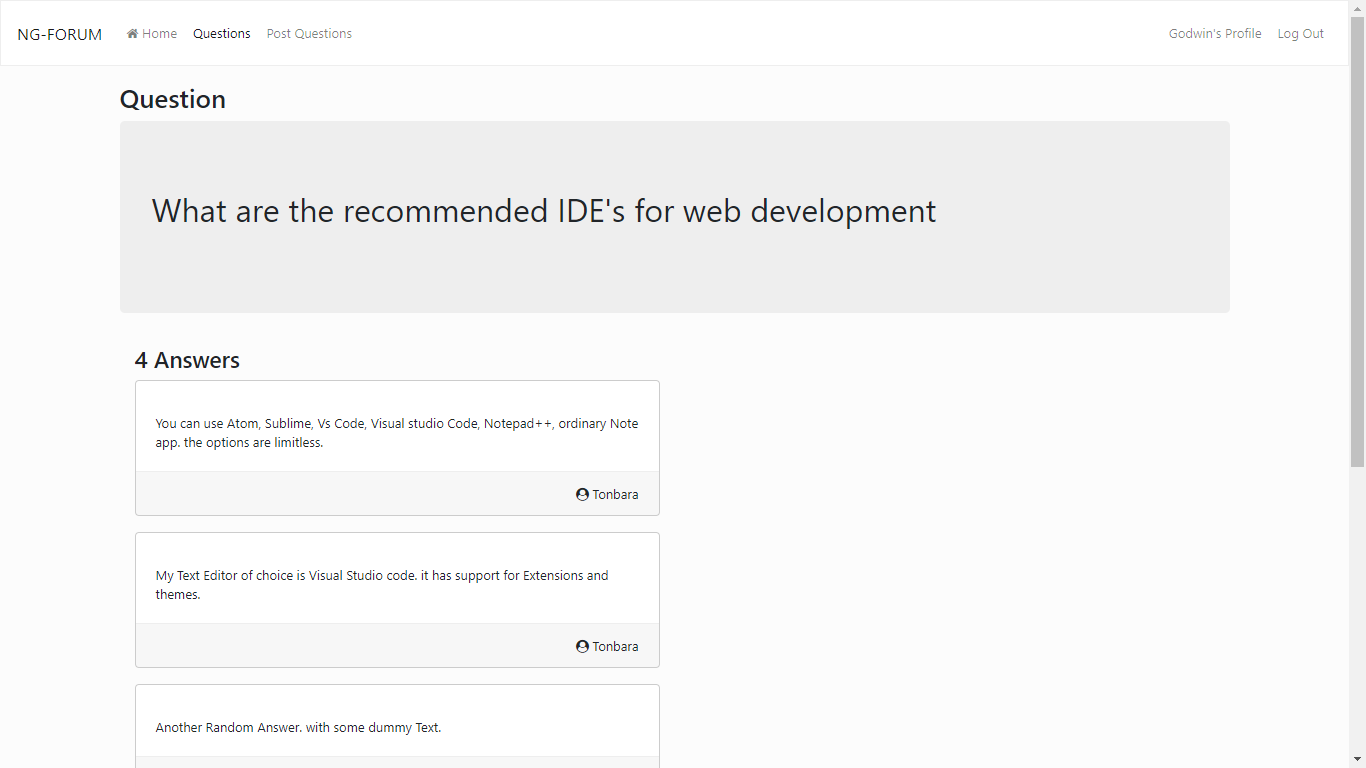 NG-FORUM Home Questions Post Questions Godwin's Profile Log Out
Question
What are the recommended IDE's for web development
4 Answers
You can use Atom, Sublime, Vs Code, Visual studio Code, Notepad++, ordinary Note
app. the options are limitless.
Tonbara
My Text Editor of choice is Visual Studio code. it has support for Extensions and
themes.
Tonbara
Another Random Answer. with some dummy Text.